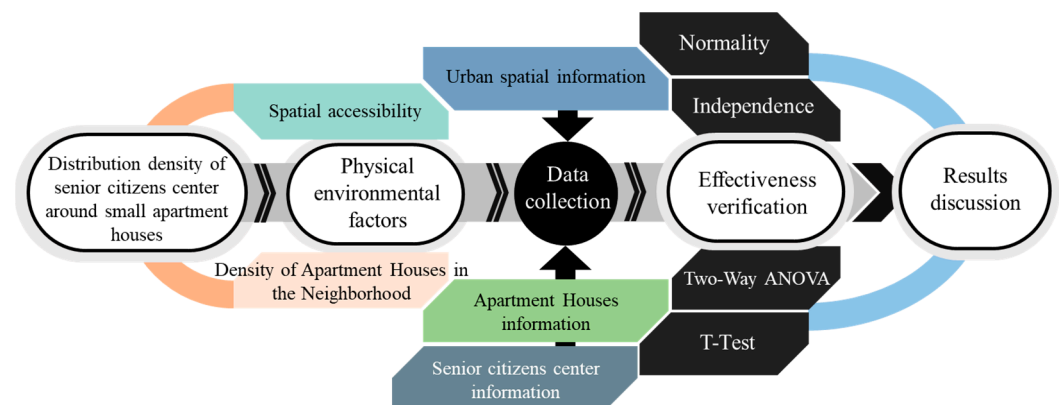 Normality
Urban spatial information
Independence
Spatial accessibility
Distribution density of
senior citizens center
around small apartment
houses
Physical
environmental
factors
Data
collection
Effectiveness
verification
Results
discussion
Density of Apartment Houses in
the Neighborhood
Two-Way ANOVA
Apartment Houses
information
T-Test
Senior citizens center
information